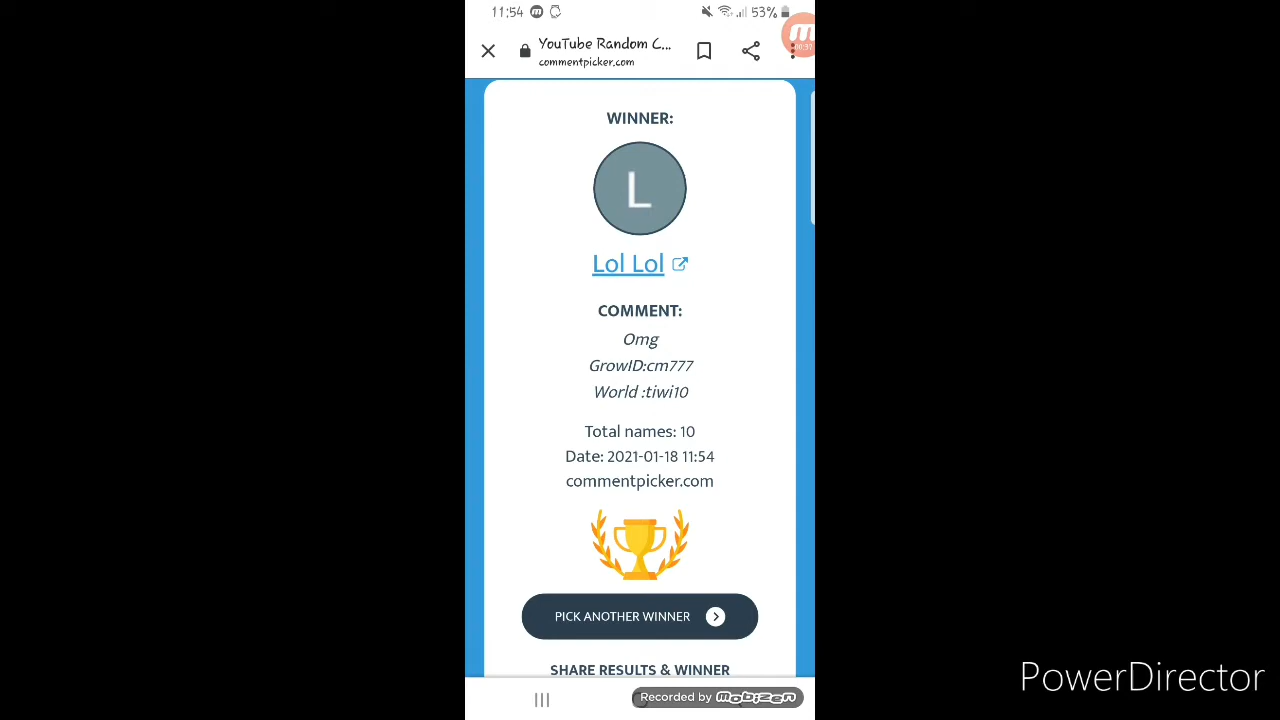 11:54
53%
YouTube Random C...
commentpicker.com
WINNER:
L
Lol Lol
COMMENT:
Omg
GrowID:cm777
World :tiwi10
Total names: 10
Date: 2021-01-18 11:54
commentpicker.com
PICK ANOTHER WINNER
SHARE RESULTS & WINNER
Recorded by mobizen
PowerDirector